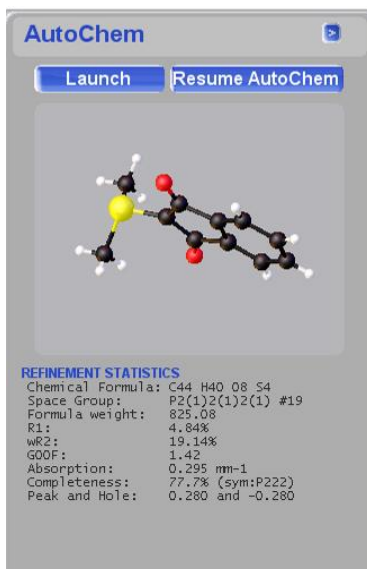 AutoChem
Launch
Resume AutoChem
REFINEMENT STATISTICS
Chemical Formula: C44 H40 O8 S4
Space Group: P2(1)2(1)2(1) #19
Formula weight: 825.08
R1: 4.84%
wR2: 19.14%
GOOF: 1.42
Absorption: 0.295 mm-1
Completeness: 77.7% (sym:P222)
Peak and Hole: 0.280 and -0.280